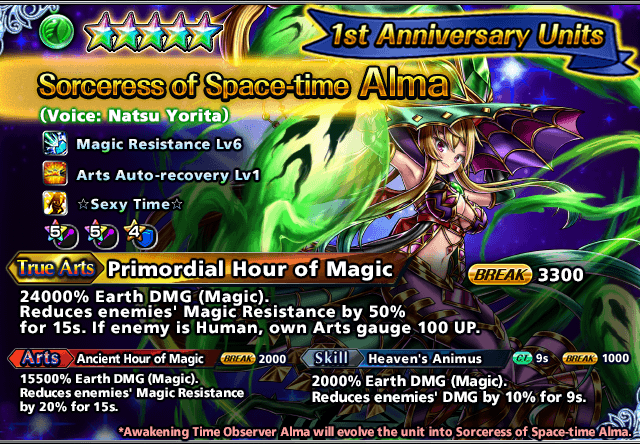 1st Anniversary Units
Sorceress of Space-time Alma
(Voice: Natsu Yorita)
Magic Resistance Lv6
Arts Auto-recovery Lv1
☆Sexy Time☆
5 5 4
True Arts Primordial Hour of Magic BREAK 3300
24000% Earth DMG (Magic).
Reduces enemies' Magic Resistance by 50%
for 15s. If enemy is Human, own Arts gauge 100 UP.
Arts Ancient Hour of Magic BREAK 2000
15500% Earth DMG (Magic).
Reduces enemies' Magic Resistance
by 20% for 15s.
Skill Heaven's Animus CT 9s BREAK 1000
2000% Earth DMG (Magic).
Reduces enemies' DMG by 10% for 9s.
*Awakening Time Observer Alma will evolve the unit into Sorceress of Space-time Alma.